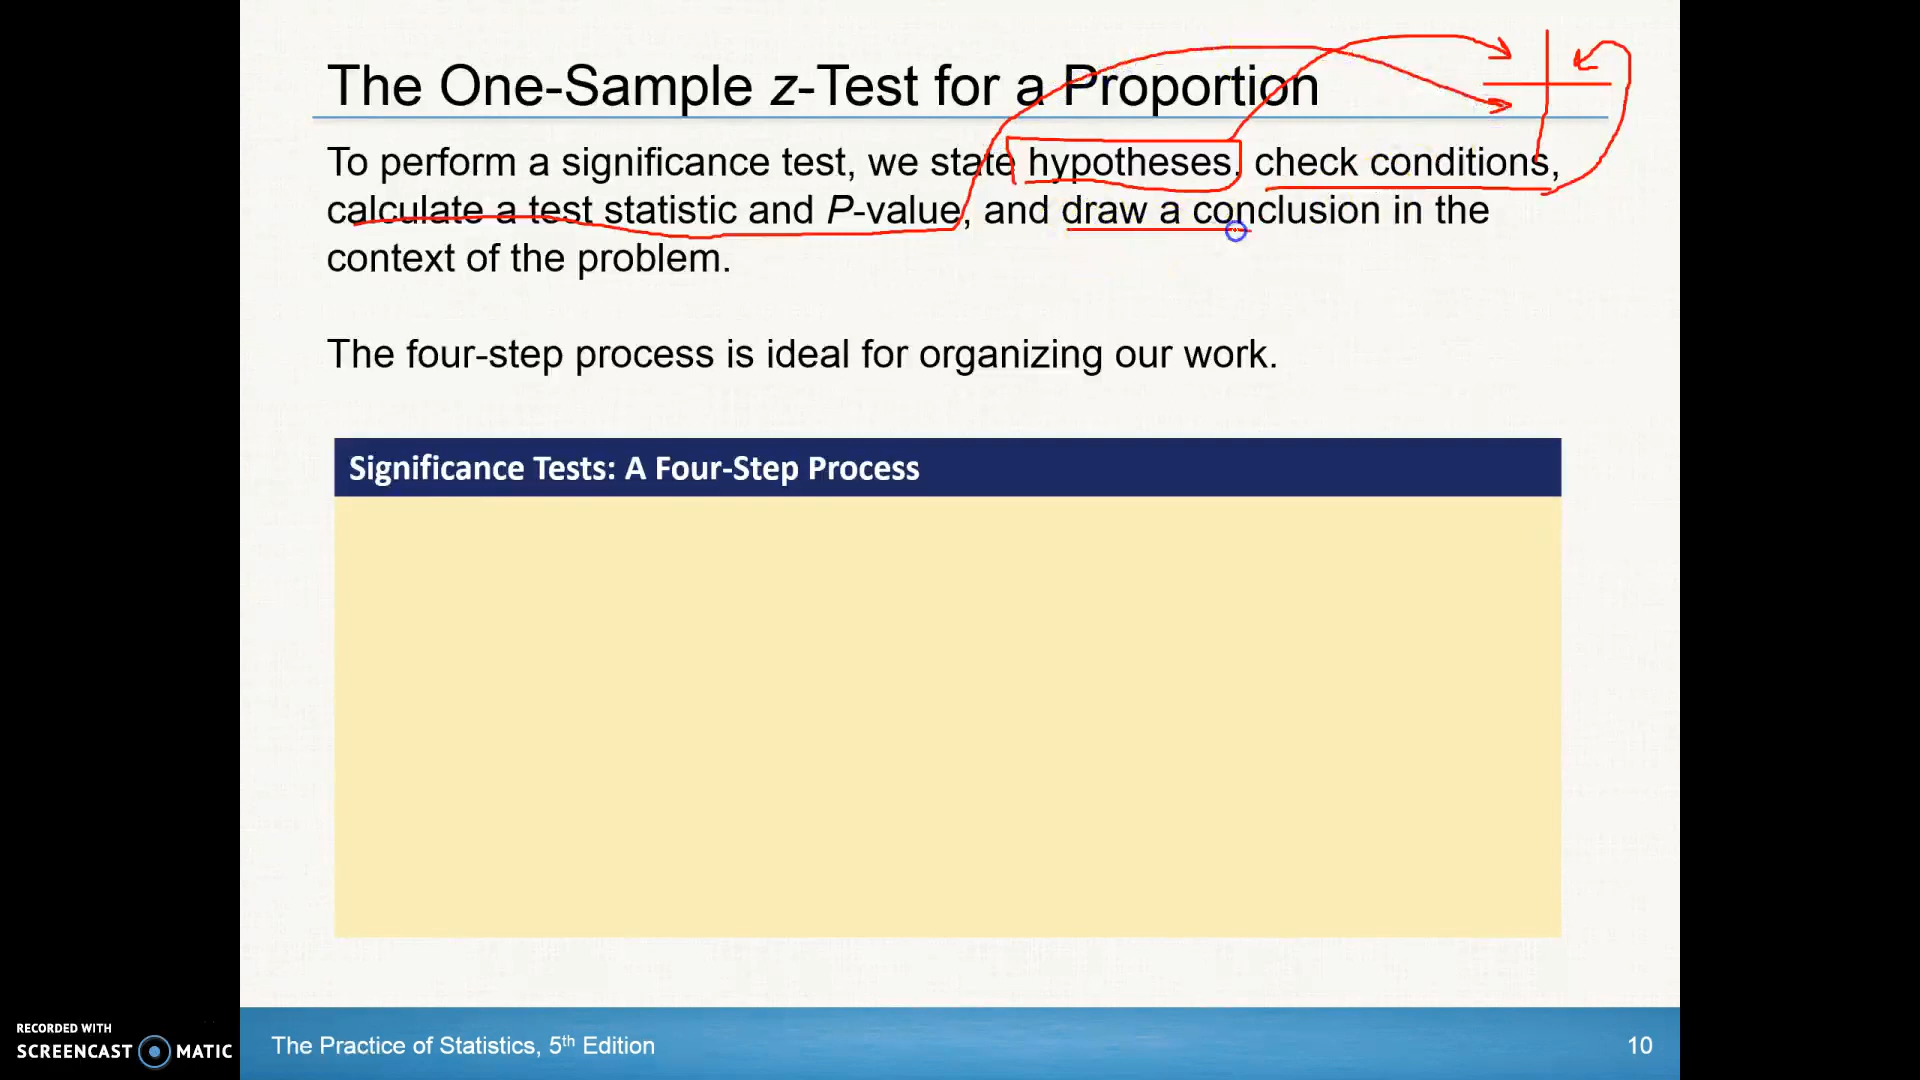 The One-Sample z-Test for a Proportion
To perform a significance test, we state hypotheses, check conditions,
calculate a test statistic and P-value, and draw a conclusion in the
context of the problem.
The four-step process is ideal for organizing our work.
Significance Tests: A Four-Step Process
RECORDED WITH
SCREENCAST MATIC
The Practice of Statistics, 5th Edition
10